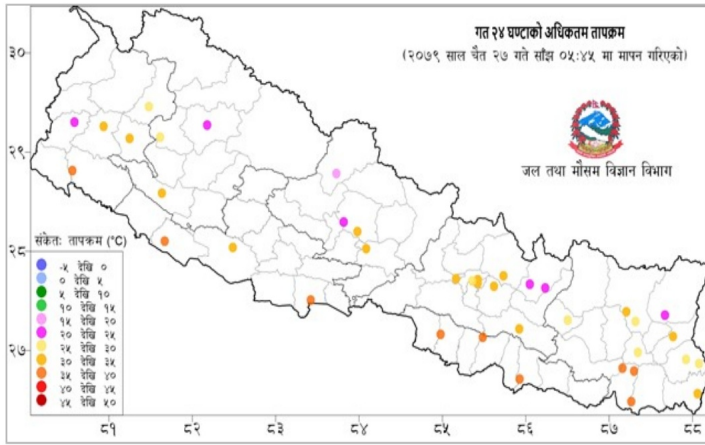 गत २४ घण्टाको अधिकतम तापक्रम
(२०७९ साल चैत २७ गते साँझ ०५:४५ मा मापन गरिएको)
जल तथा मौसम विज्ञान विभाग
३०
२९
२८
२७
संकेतः तापक्रम (°C)
-५ देखि ०
० देखि ५
५ देखि १०
१० देखि १५
१५ देखि २०
२० देखि २५
२५ देखि ३०
३० देखि ३५
३५ देखि ४०
४० देखि ४५
४५ देखि ५०
८१ ८२ ८३ ८४ ८५ ८६ ८७ ८८